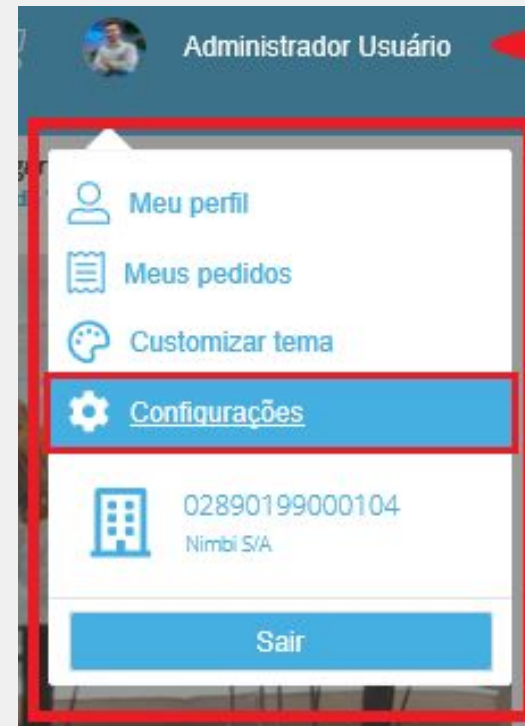 Administrador Usuário
Meu perfil
Meus pedidos
Customizar tema
Configurações
02890199000104
Nimbi S/A
Sair